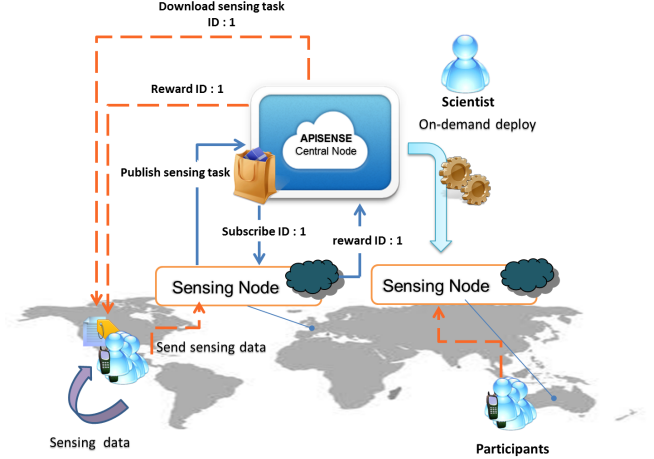 Download sensing task
ID : 1
Reward ID : 1
Scientist
On-demand deploy
APISENSE
Central Node
Publish sensing task
Subscribe ID : 1
reward ID : 1
Sensing Node
Sensing Node
Send sensing data
Sensing data
Participants